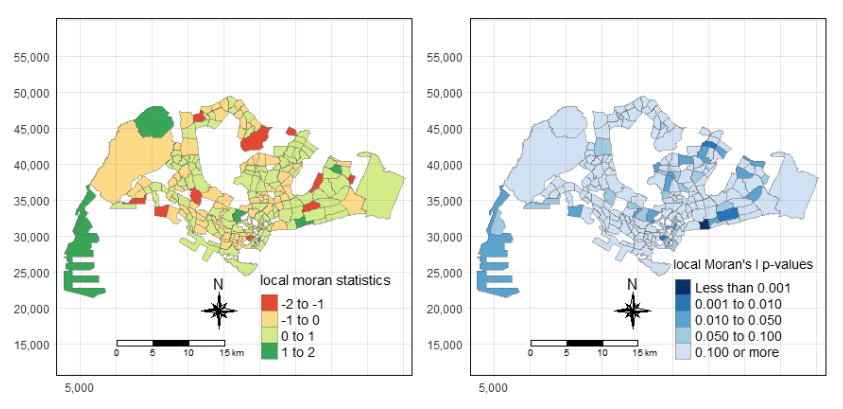 55,000
50,000
45,000
40,000
35,000
30,000
25,000
20,000
15,000
5,000
N
0 5 10 15 km
local moran statistics
-2 to -1
-1 to 0
0 to 1
1 to 2
55,000
50,000
45,000
40,000
35,000
30,000
25,000
20,000
15,000
5,000
N
0 5 10 15 km
local Moran's I p-values
Less than 0.001
0.001 to 0.010
0.010 to 0.050
0.050 to 0.100
0.100 or more